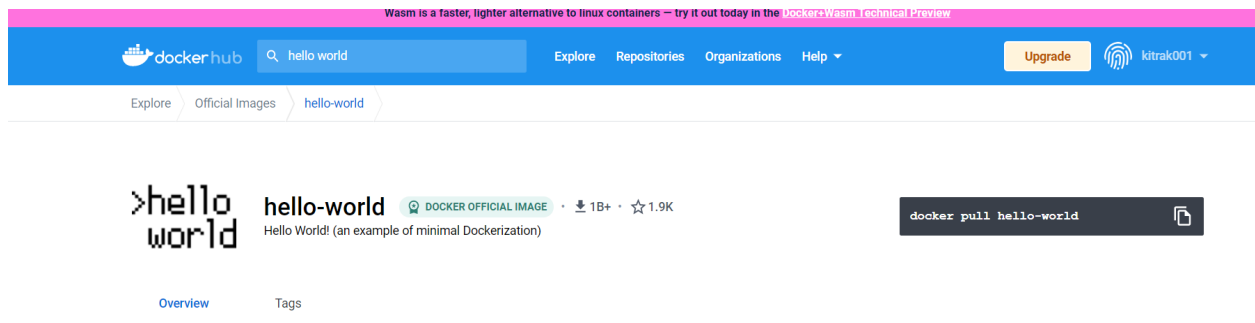 Wasm is a faster, lighter alternative to linux containers — try it out today in the Docker+Wasm Technical Preview
dockerhub hello world Explore Repositories Organizations Help Upgrade kitrak001
Explore Official Images hello-world
>hello
world
hello-world DOCKER OFFICIAL IMAGE · 1B+ · 1.9K
Hello World! (an example of minimal Dockerization)
docker pull hello-world
Overview Tags